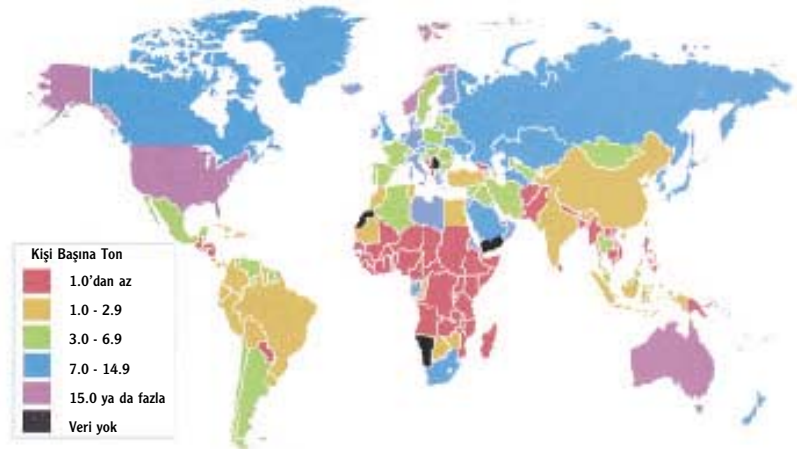 Kişi Başına Ton
1.0'dan az
1.0 - 2.9
3.0 - 6.9
7.0 - 14.9
15.0 ya da fazla
Veri yok